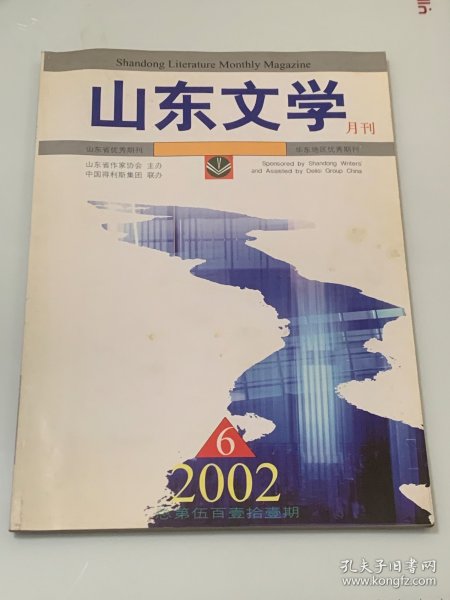 Shandong Literature Monthly Magazine
山东文学
月刊
山东省优秀期刊
华东地区优秀期刊
山东省作家协会 主办
中国得利斯集团 联办
Sponsored by Shandong Writers'
and Assisted by Delisi Group China
6
2002
总第伍百壹拾壹期
孔夫子旧书网
www.kongfz.com